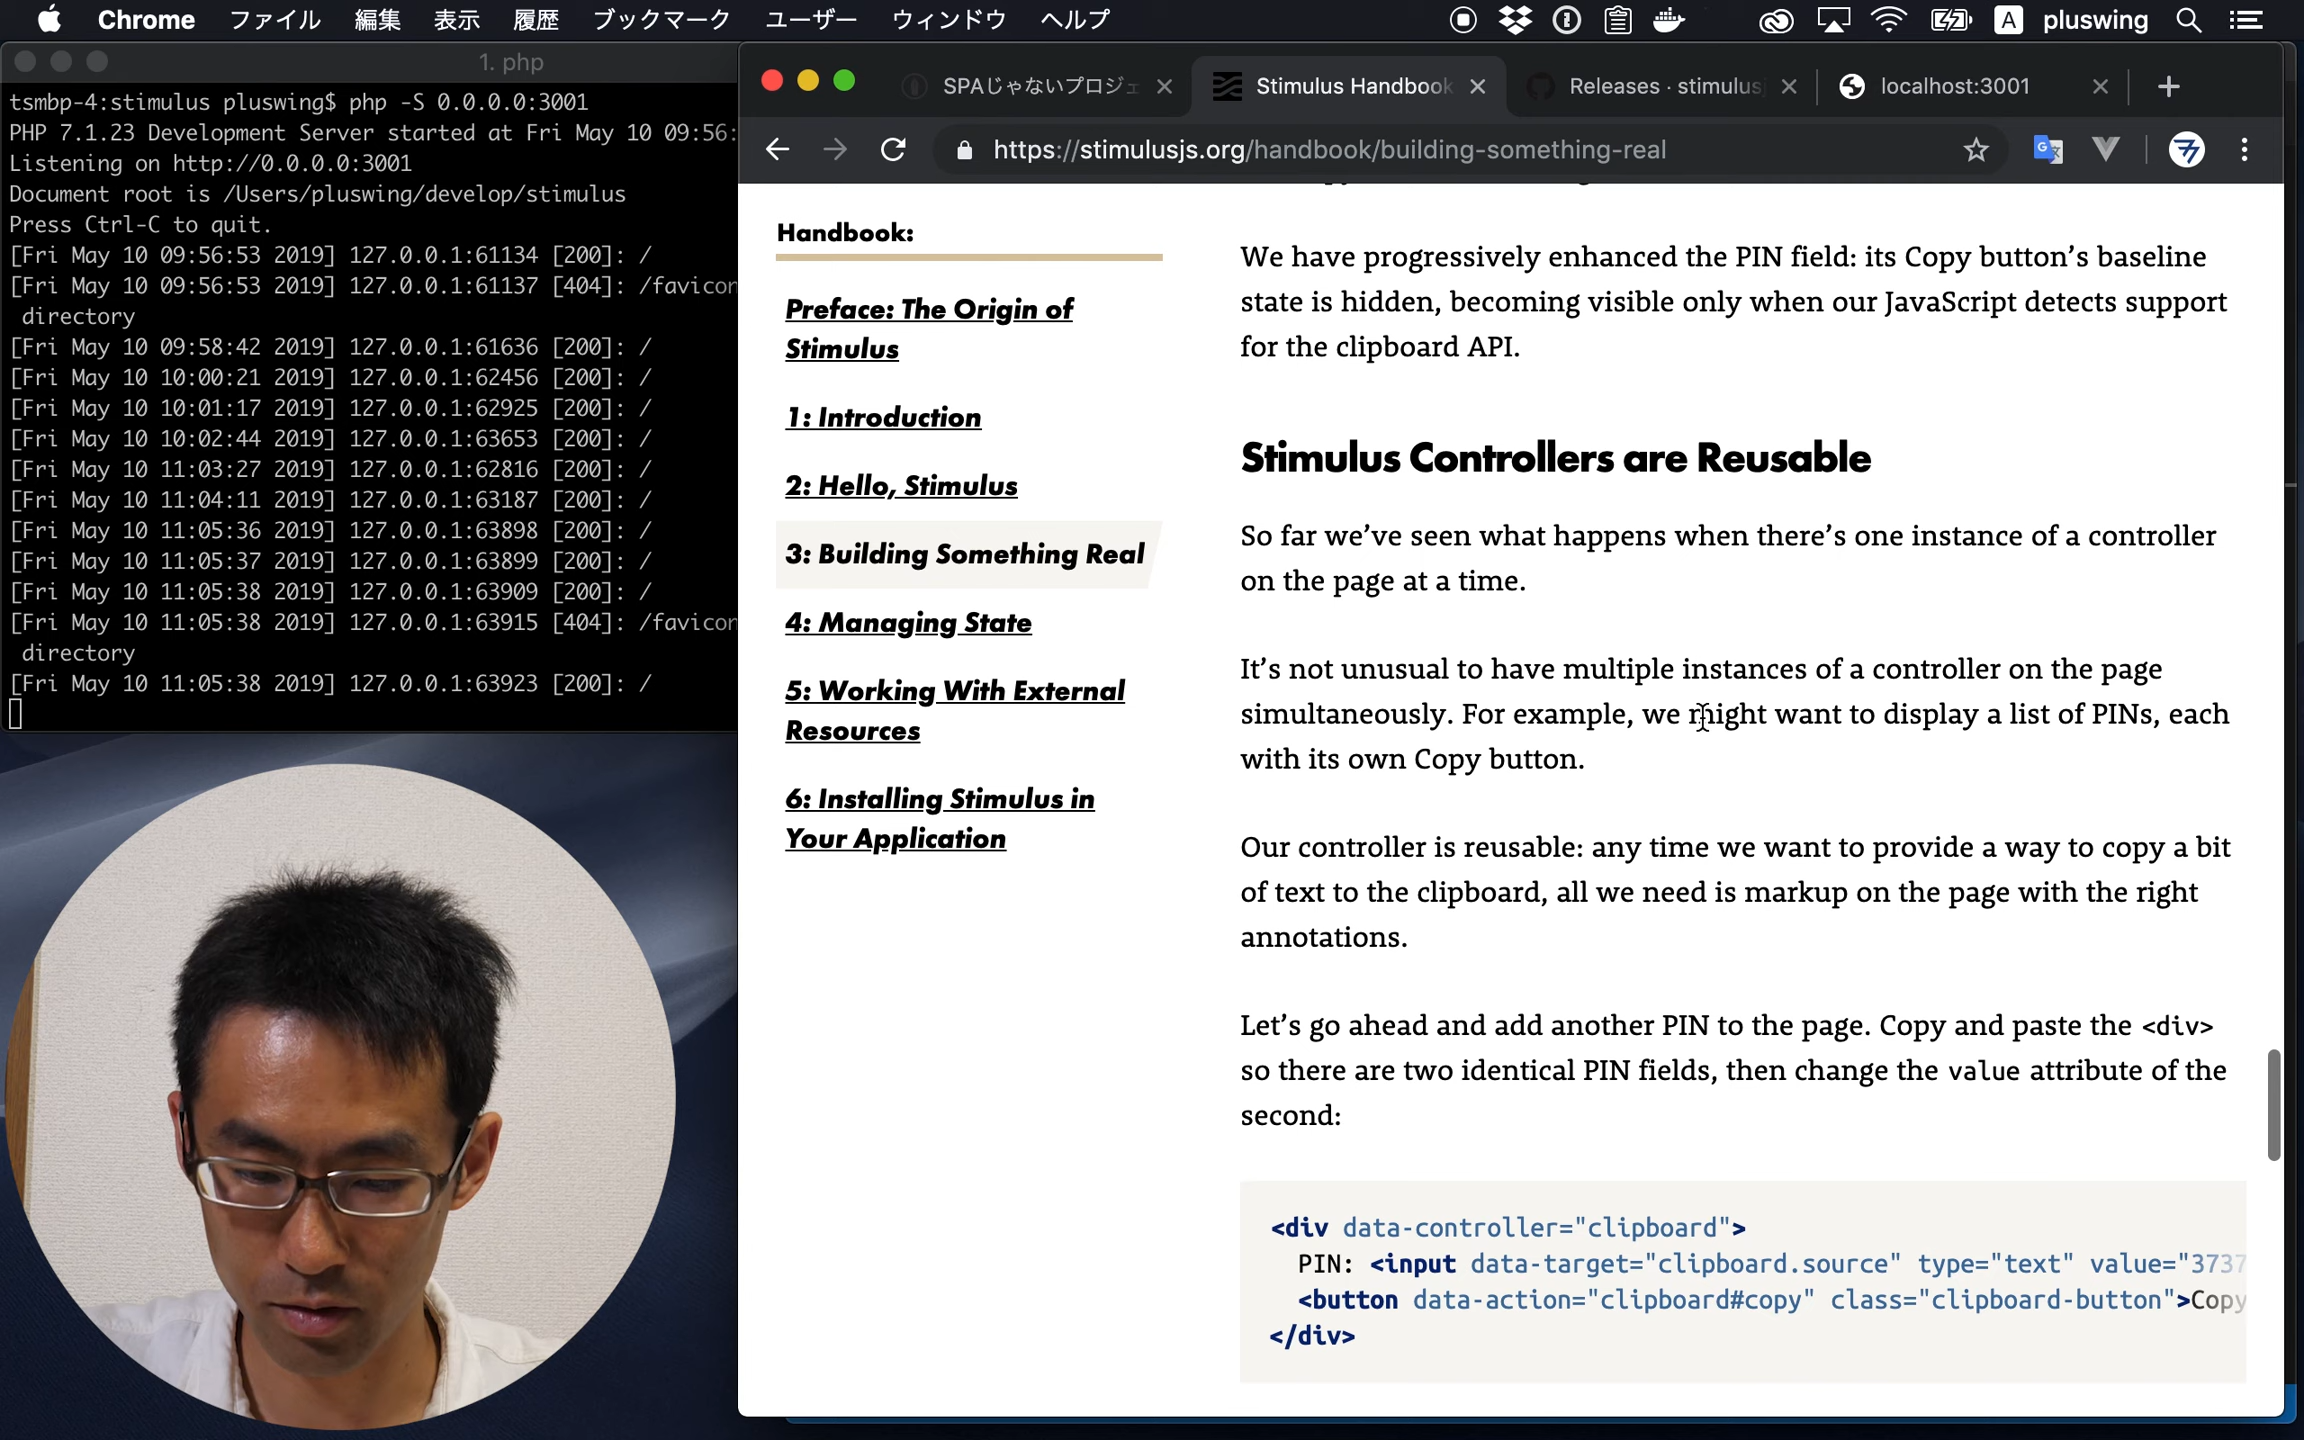 Chrome ファイル 編集 表示 履歴 ブックマーク ユーザー ウィンドウ ヘルプ A pluswing
1. php
tsmbp-4:stimulus pluswing$ php -S 0.0.0.0:3001
PHP 7.1.23 Development Server started at Fri May 10 09:56:
Listening on http://0.0.0.0:3001
Document root is /Users/pluswing/develop/stimulus
Press Ctrl-C to quit.
[Fri May 10 09:56:53 2019] 127.0.0.1:61134 [200]: /
[Fri May 10 09:56:53 2019] 127.0.0.1:61137 [404]: /favicon
directory
[Fri May 10 09:58:42 2019] 127.0.0.1:61636 [200]: /
[Fri May 10 10:00:21 2019] 127.0.0.1:62456 [200]: /
[Fri May 10 10:01:17 2019] 127.0.0.1:62925 [200]: /
[Fri May 10 10:02:44 2019] 127.0.0.1:63653 [200]: /
[Fri May 10 11:03:27 2019] 127.0.0.1:62816 [200]: /
[Fri May 10 11:04:11 2019] 127.0.0.1:63187 [200]: /
[Fri May 10 11:05:36 2019] 127.0.0.1:63898 [200]: /
[Fri May 10 11:05:37 2019] 127.0.0.1:63899 [200]: /
[Fri May 10 11:05:38 2019] 127.0.0.1:63909 [200]: /
[Fri May 10 11:05:38 2019] 127.0.0.1:63915 [404]: /favicon
directory
[Fri May 10 11:05:38 2019] 127.0.0.1:63923 [200]: /
SPAじゃないプロジェ
Stimulus Handbook
Releases · stimulus
localhost:3001
https://stimulusjs.org/handbook/building-something-real
Handbook:
Preface: The Origin of
Stimulus
1: Introduction
2: Hello, Stimulus
3: Building Something Real
4: Managing State
5: Working With External
Resources
6: Installing Stimulus in
Your Application
We have progressively enhanced the PIN field: its Copy button’s baseline
state is hidden, becoming visible only when our JavaScript detects support
for the clipboard API.
Stimulus Controllers are Reusable
So far we’ve seen what happens when there’s one instance of a controller
on the page at a time.
It’s not unusual to have multiple instances of a controller on the page
simultaneously. For example, we might want to display a list of PINs, each
with its own Copy button.
Our controller is reusable: any time we want to provide a way to copy a bit
of text to the clipboard, all we need is markup on the page with the right
annotations.
Let’s go ahead and add another PIN to the page. Copy and paste the <div>
so there are two identical PIN fields, then change the value attribute of the
second:
<div data-controller="clipboard">
PIN: <input data-target="clipboard.source" type="text" value="3737
<button data-action="clipboard#copy" class="clipboard-button">Copy
</div>